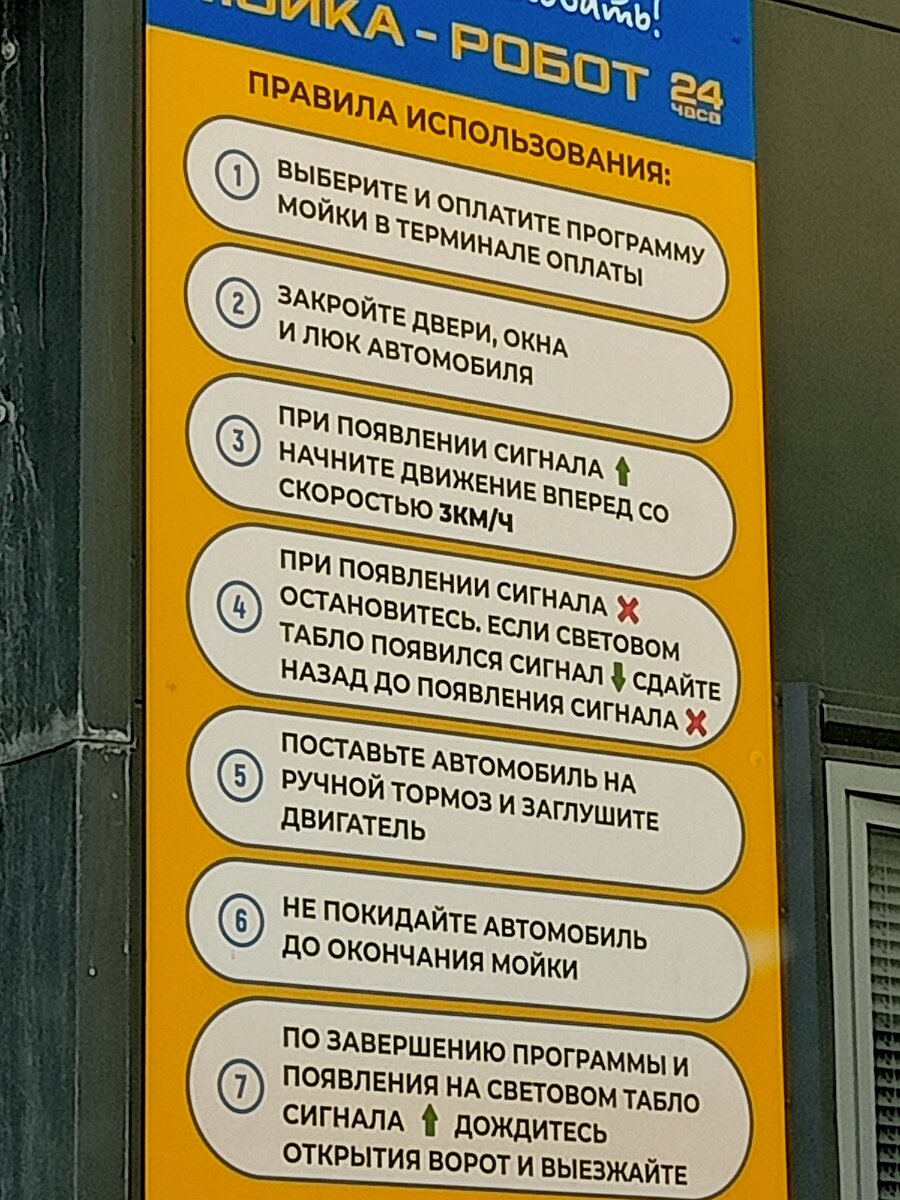 МОЙКА - РОБОТ 24
часа
ПРАВИЛА ИСПОЛЬЗОВАНИЯ:
1 ВЫБЕРИТЕ И ОПЛАТИТЕ ПРОГРАММУ
МОЙКИ В ТЕРМИНАЛЕ ОПЛАТЫ
2 ЗАКРОЙТЕ ДВЕРИ, ОКНА
И ЛЮК АВТОМОБИЛЯ
3 ПРИ ПОЯВЛЕНИИ СИГНАЛА ⬆
НАЧНИТЕ ДВИЖЕНИЕ ВПЕРЕД СО
СКОРОСТЬЮ 3КМ/Ч
4 ПРИ ПОЯВЛЕНИИ СИГНАЛА ✖
ОСТАНОВИТЕСЬ. ЕСЛИ СВЕТОВОМ
ТАБЛО ПОЯВИЛСЯ СИГНАЛ ⬇ СДАЙТЕ
НАЗАД ДО ПОЯВЛЕНИЯ СИГНАЛА ✖
5 ПОСТАВЬТЕ АВТОМОБИЛЬ НА
РУЧНОЙ ТОРМОЗ И ЗАГЛУШИТЕ
ДВИГАТЕЛЬ
6 НЕ ПОКИДАЙТЕ АВТОМОБИЛЬ
ДО ОКОНЧАНИЯ МОЙКИ
7 ПО ЗАВЕРШЕНИЮ ПРОГРАММЫ И
ПОЯВЛЕНИЯ НА СВЕТОВОМ ТАБЛО
СИГНАЛА ⬆ ДОЖДИТЕСЬ
ОТКРЫТИЯ ВОРОТ И ВЫЕЗЖАЙТЕ